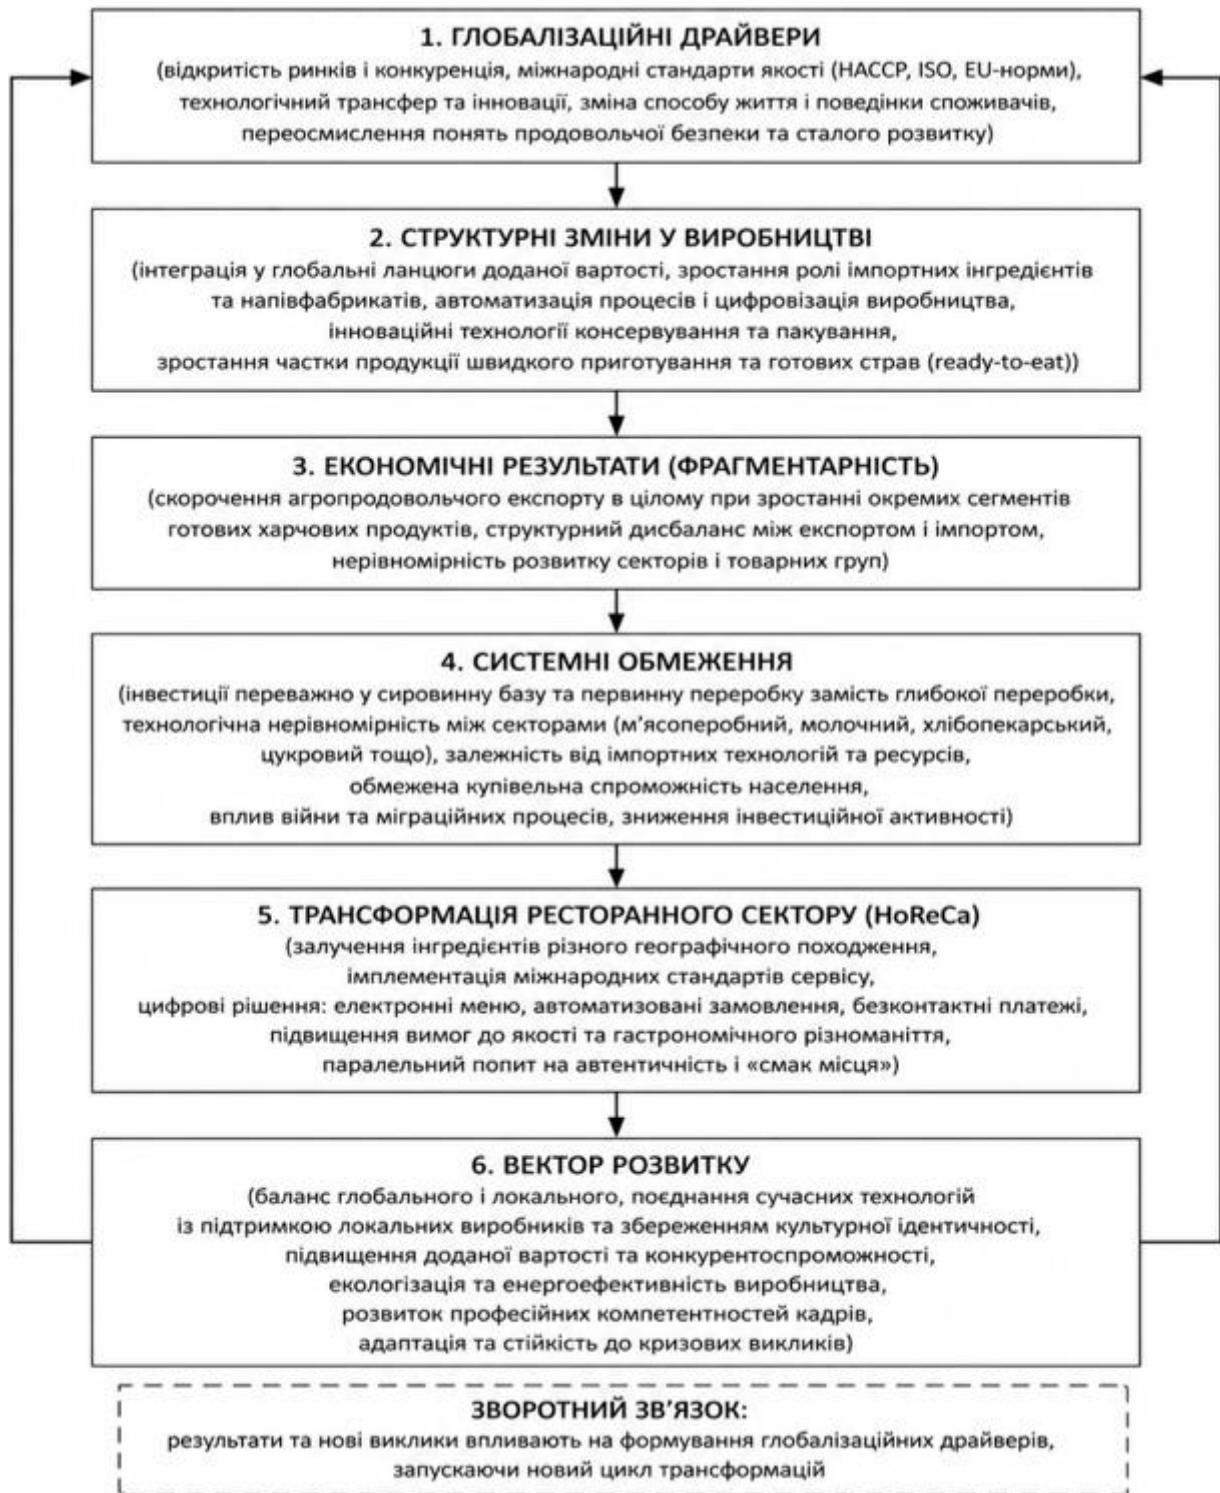 1. ГЛОБАЛІЗАЦІЙНІ ДРАЙВЕРИ
(відкритість ринків і конкуренція, міжнародні стандарти якості (HACCP, ISO, EU-норми),
технологічний трансфер та інновації, зміна способу життя і поведінки споживачів,
переосмислення понять продовольчої безпеки та сталого розвитку)
2. СТРУКТУРНІ ЗМІНИ У ВИРОБНИЦТВІ
(інтеграція у глобальні ланцюги доданої вартості, зростання ролі імпортних інгредієнтів
та напівфабрикатів, автоматизація процесів і цифровізація виробництва,
інноваційні технології консервування та пакування,
зростання частки продукції швидкого приготування та готових страв (ready-to-eat))
3. ЕКОНОМІЧНІ РЕЗУЛЬТАТИ (ФРАГМЕНТАРНІСТЬ)
(скорочення агропродовольчого експорту в цілому при зростанні окремих сегментів
готових харчових продуктів, структурний дисбаланс між експортом і імпортом,
нерівномірність розвитку секторів і товарних груп)
4. СИСТЕМНІ ОБМЕЖЕННЯ
(інвестиції переважно у сировинну базу та первинну переробку замість глибокої переробки,
технологічна нерівномірність між секторами (м’ясоперобний, молочний, хлібопекарський,
цукровий тощо), залежність від імпортних технологій та ресурсів,
обмежена купівельна спроможність населення,
вплив війни та міграційних процесів, зниження інвестиційної активності)
5. ТРАНСФОРМАЦІЯ РЕСТОРАННОГО СЕКТОРУ (HoReCa)
(залучення інгредієнтів різного географічного походження,
імплементація міжнародних стандартів сервісу,
цифрові рішення: електронні меню, автоматизовані замовлення, безконтактні платежі,
підвищення вимог до якості та гастрономічного різноманіття,
паралельний попит на автентичність і «смак місця»)
6. ВЕКТОР РОЗВИТКУ
(баланс глобального і локального, поєднання сучасних технологій
із підтримкою локальних виробників та збереженням культурної ідентичності,
підвищення доданої вартості та конкурентоспроможності,
екологізація та енергоефективність виробництва,
розвиток професійних компетентностей кадрів,
адаптація та стійкість до кризових викликів)
ЗВОРОТНИЙ ЗВ’ЯЗОК:
результати та нові виклики впливають на формування глобалізаційних драйверів,
запускаючи новий цикл трансформацій